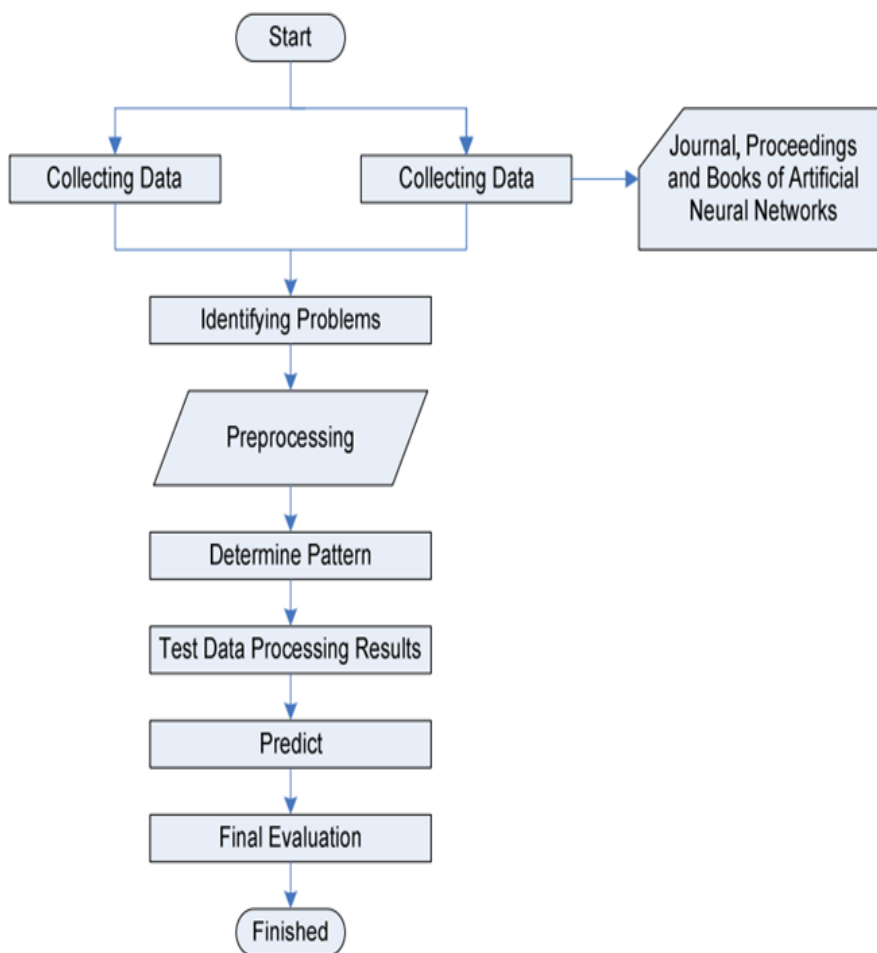 Start
Collecting Data
Collecting Data
Journal, Proceedings
and Books of Artificial
Neural Networks
Identifying Problems
Preprocessing
Determine Pattern
Test Data Processing Results
Predict
Final Evaluation
Finished